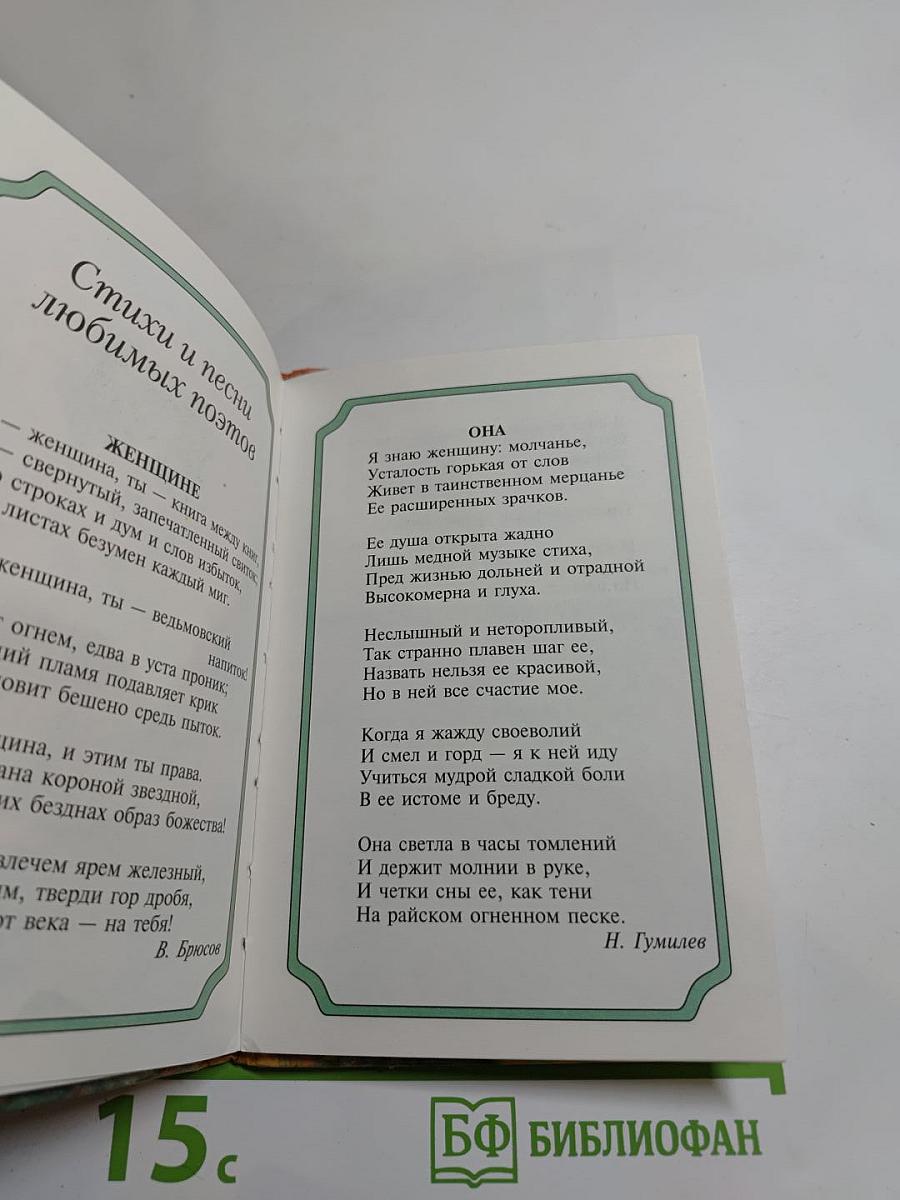 Стихи и песни
любимых поэтов
ЖЕНЩИНЕ
— женщина, ты — книга между книг,
— свернутый, запечатленный свиток;
строках и дум и слов избыток,
листах безумен каждый миг.
женщина, ты — ведьмовский
напиток!
огнем, едва в уста проник;
пламя подавляет крик
бешено средь пыток.
и этим ты права.
короной звездной,
безднах образ божества!
ярем железный,
тверди гор дробя,
от века — на тебя!
В. Брюсов
ОНА
Я знаю женщину: молчанье,
Усталость горькая от слов
Живет в таинственном мерцанье
Ее расширенных зрачков.
Ее душа открыта жадно
Лишь медной музыке стиха,
Пред жизнью дольней и отрадной
Высокомерна и глуха.
Неслышный и неторопливый,
Так странно плавен шаг ее,
Назвать нельзя ее красивой,
Но в ней все счастие мое.
Когда я жажду своеволий
И смел и горд — я к ней иду
Учиться мудрой сладкой боли
В ее истоме и бреду.
Она светла в часы томлений
И держит молнии в руке,
И четки сны ее, как тени
На райском огненном песке.
Н. Гумилев
15 с
БФ БИБЛИОФАН